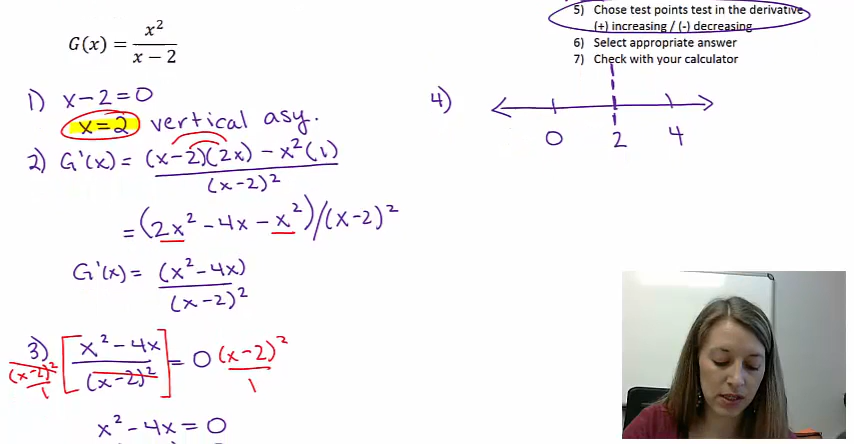 5) Chose test points test in the derivative
(+) increasing / (-) decreasing
6) Select appropriate answer
7) Check with your calculator
G(x) = x² / (x − 2)
1) x-2=0
x=2 vertical asy.
2) G'(x) = (x-2)(2x) - x²(1) / (x-2)²
= (2x² - 4x - x²)/(x-2)²
G'(x) = (x²-4x) / (x-2)²
3) (x-2)²/1 [x²-4x / (x-2)²] = 0 (x-2)²/1
x²-4x = 0
4)
0 2 4